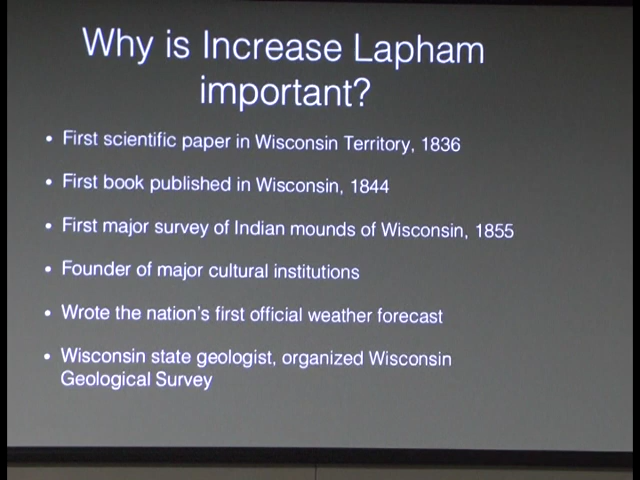 Why is Increase Lapham
important?
• First scientific paper in Wisconsin Territory, 1836
• First book published in Wisconsin, 1844
• First major survey of Indian mounds of Wisconsin, 1855
• Founder of major cultural institutions
• Wrote the nation's first official weather forecast
• Wisconsin state geologist, organized Wisconsin
Geological Survey